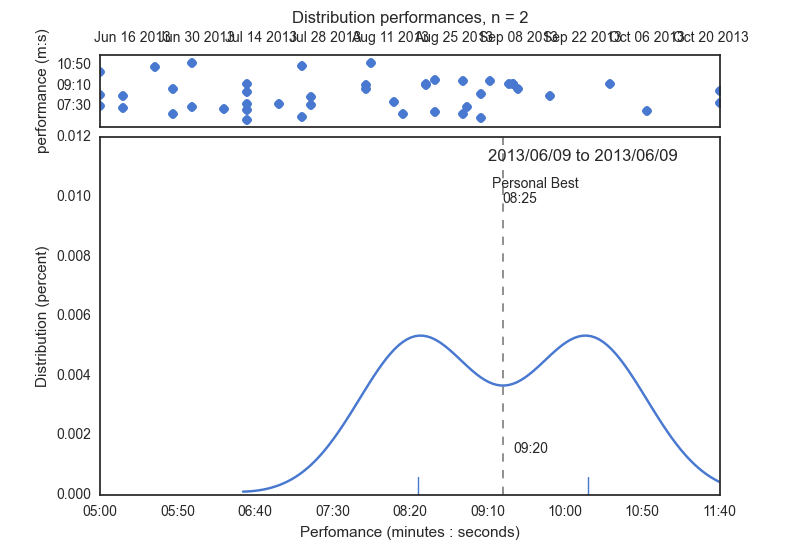 Distribution performances, n = 2
Jun 16 2013 Jun 30 2013 Jul 14 2013 Jul 28 2013 Aug 11 2013 Aug 25 2013 Sep 08 2013 Sep 22 2013 Oct 06 2013 Oct 20 2013
performance (m:s)
10:50
09:10
07:30
0.012
0.010
0.008
0.006
0.004
0.002
0.000
Distribution (percent)
2013/06/09 to 2013/06/09
Personal Best
08:25
09:20
05:00 05:50 06:40 07:30 08:20 09:10 10:00 10:50 11:40
Perfomance (minutes : seconds)